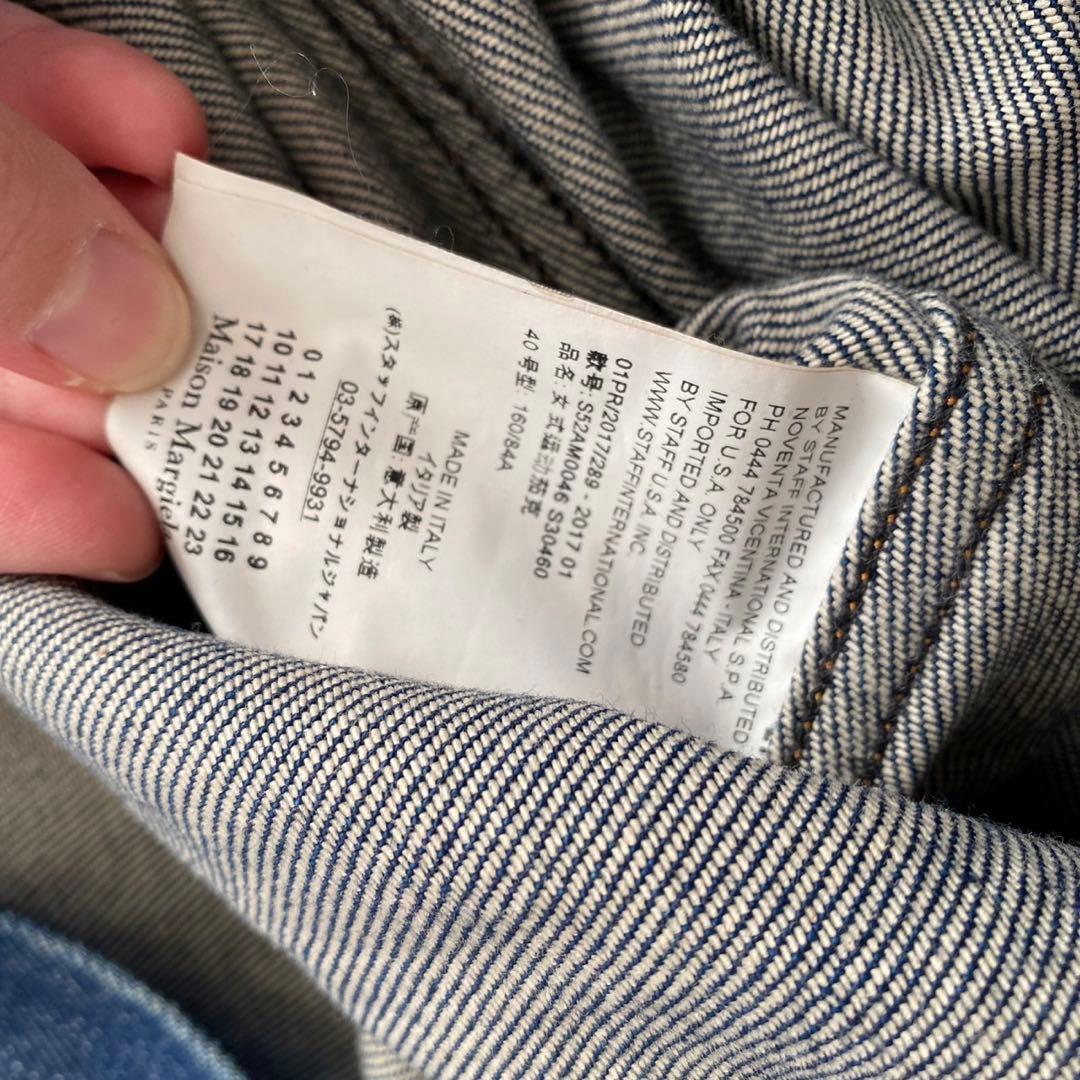 MANUFACTURED AND DISTRIBUTED
BY STAFF INTERNATIONAL S.P.A.
NOVENTA VICENTINA - ITALY
PH 0444 784500 FAX 0444 784580
FOR U.S.A. ONLY
IMPORTED AND DISTRIBUTED
BY STAFF U.S.A. INC.
WWW.STAFFINTERNATIONAL.COM
01PR/2017/289 - 2017 01
款号: S52AM0046 S30460
品名: 女式运动茄克
40 号型: 160/84A
MADE IN ITALY
イタリア製
原产国: 意大利製造
(株)スタッフインターナショナルジャパン
03-5794-9931
0 1 2 3 4 5 6 7 8 9
10 11 12 13 14 15 16
17 18 19 20 21 22 23
Maison Margiela
PARIS